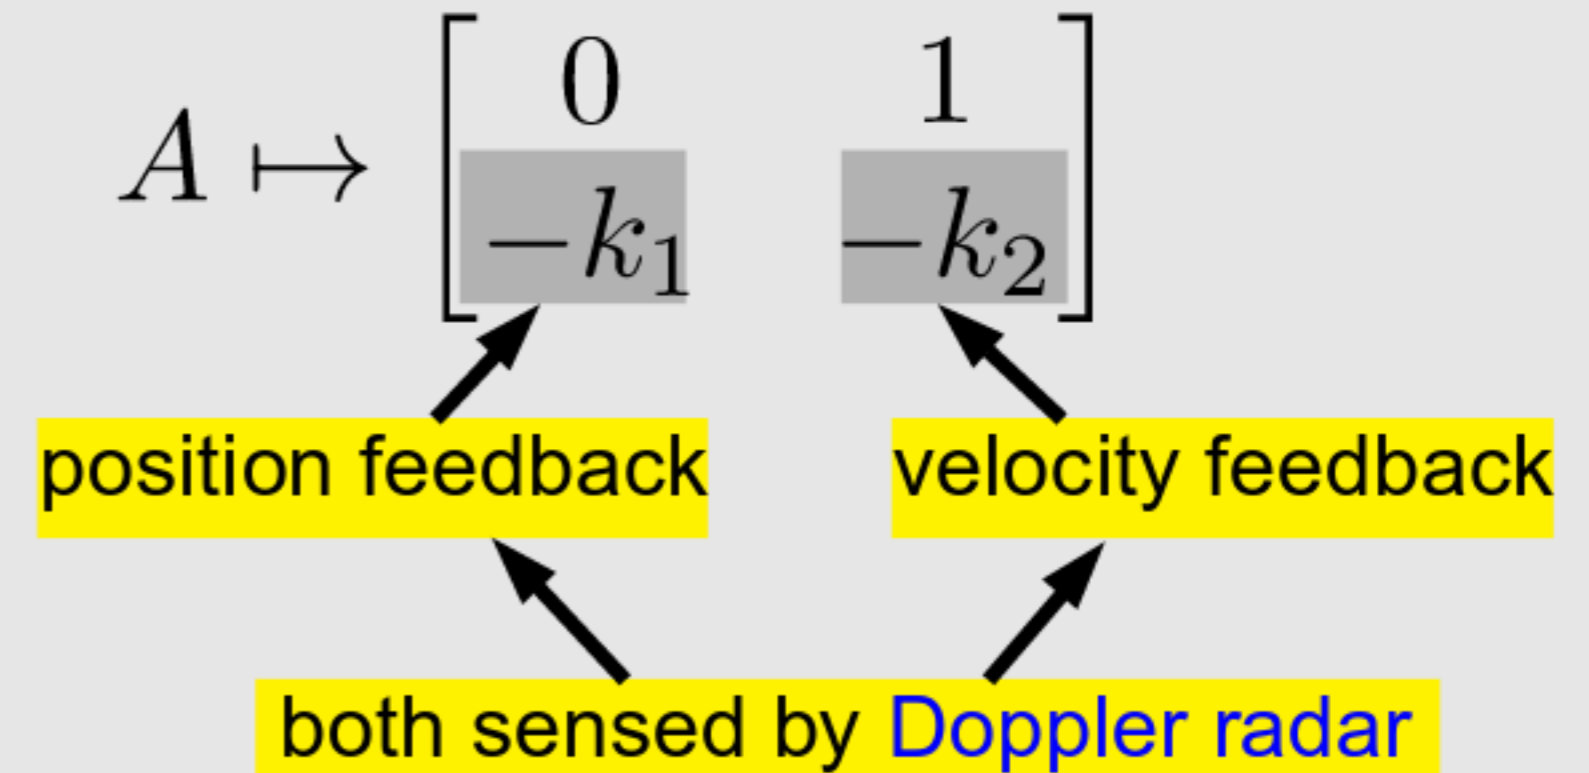 A ↦ [ 0 1
−k₁ −k₂ ]
position feedback velocity feedback
both sensed by Doppler radar